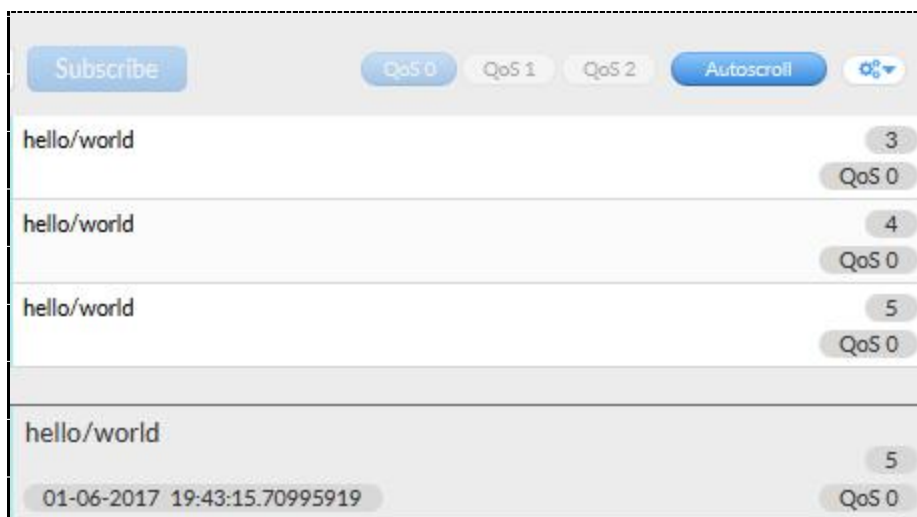 Subscribe QoS 0 QoS 1 QoS 2 Autoscroll
hello/world 3
QoS 0
hello/world 4
QoS 0
hello/world 5
QoS 0
hello/world
5
01-06-2017 19:43:15.70995919 QoS 0